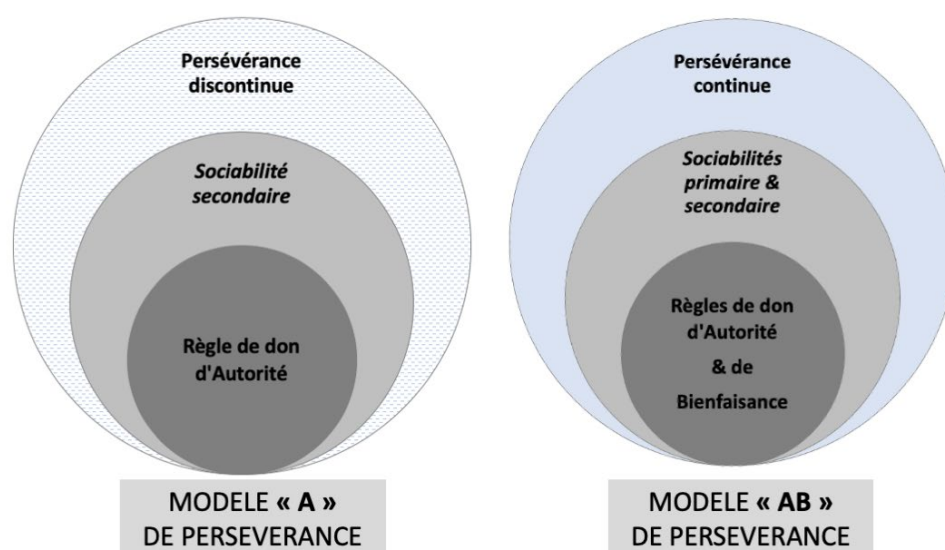 Persévérance
discontinue
Sociabilité
secondaire
Règle de don
d'Autorité
MODELE « A »
DE PERSEVERANCE
Persévérance
continue
Sociabilités
primaire &
secondaire
Règles de don
d'Autorité
& de
Bienfaisance
MODELE « AB »
DE PERSEVERANCE